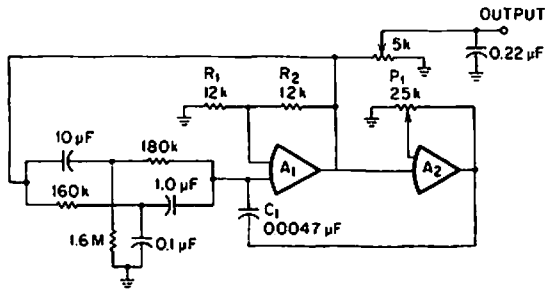 OUTPUT
5k
0.22 µF
R1
12k
R2
12k
P1
25k
10 µF
180k
A1
A2
160k
1.0 µF
C1
00047 µF
1.6M
0.1 µF